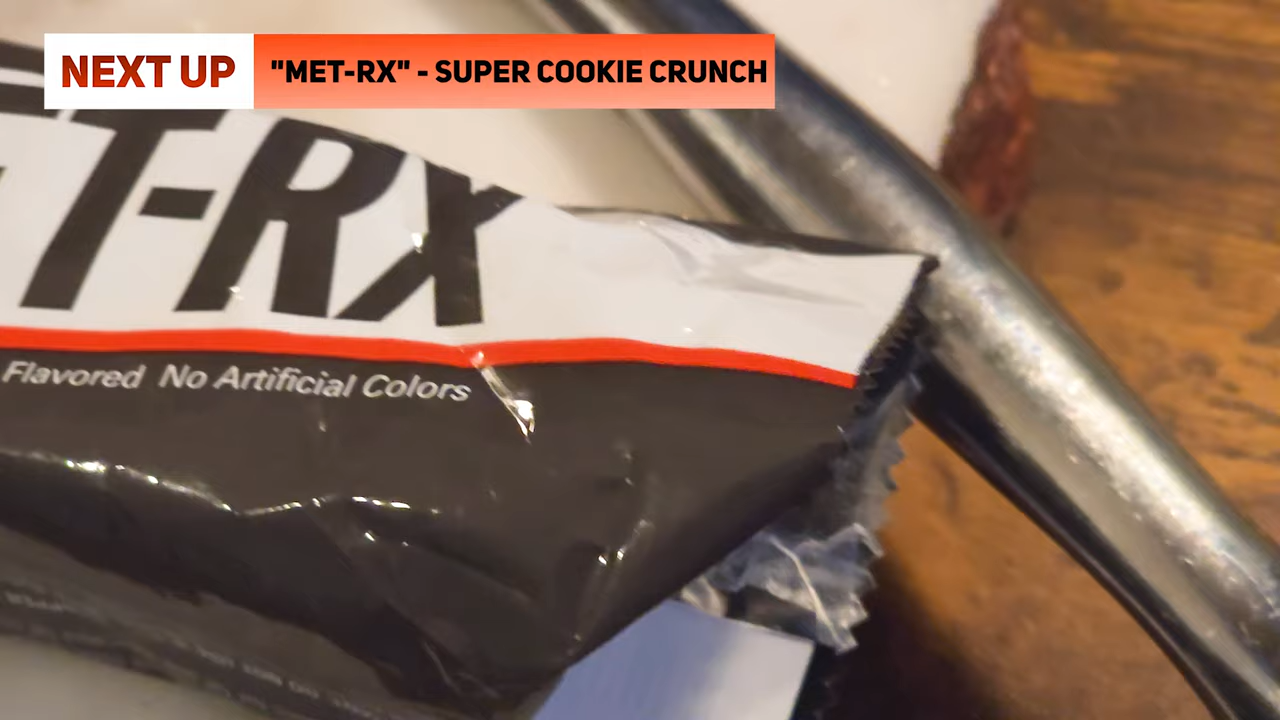 NEXT UP "MET-RX" - SUPER COOKIE CRUNCH
T-RX
Flavored No Artificial Colors